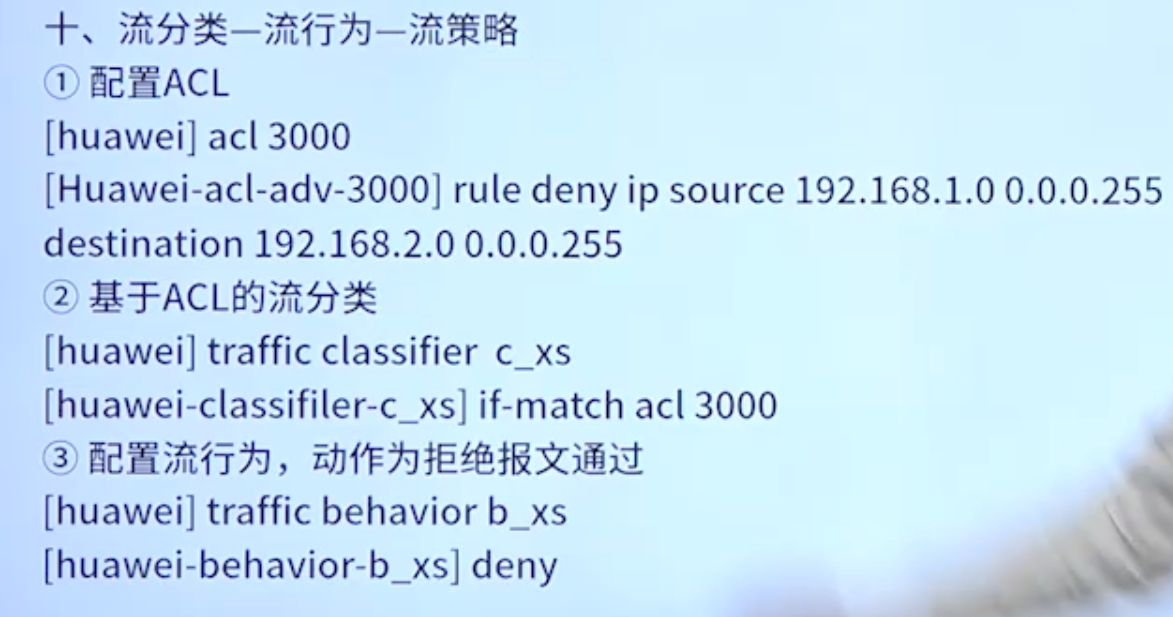 十、流分类—流行为—流策略
① 配置ACL
[huawei] acl 3000
[Huawei-acl-adv-3000] rule deny ip source 192.168.1.0 0.0.0.255
destination 192.168.2.0 0.0.0.255
② 基于ACL的流分类
[huawei] traffic classifier  c_xs
[huawei-classifiler-c_xs] if-match acl 3000
③ 配置流行为，动作为拒绝报文通过
[huawei] traffic behavior b_xs
[huawei-behavior-b_xs] deny